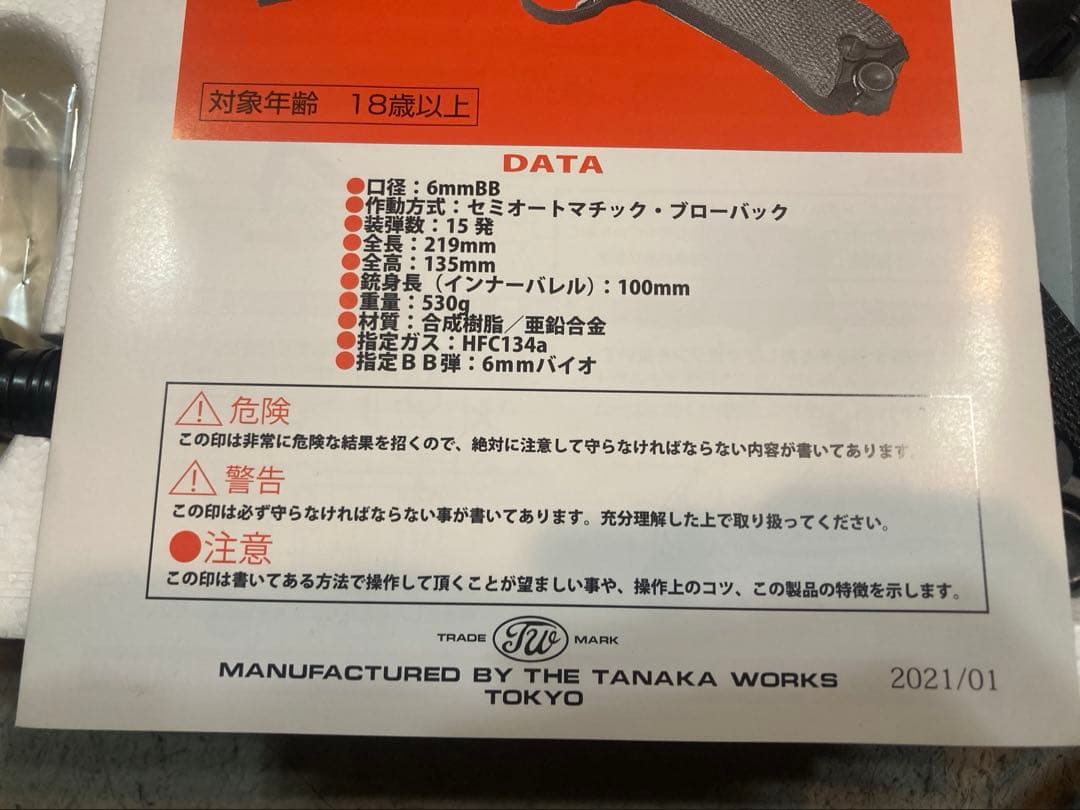 対象年齢 18歳以上
DATA
●口径：6mmBB
●作動方式：セミオートマチック・ブローバック
●装弾数：15発
●全長：219mm
●全高：135mm
●銃身長（インナーバレル）：100mm
●重量：530g
●材質：合成樹脂／亜鉛合金
●指定ガス：HFC134a
●指定ＢＢ弾：6mmバイオ
⚠危険
この印は非常に危険な結果を招くので、絶対に注意して守らなければならない内容が書いてあります。
⚠警告
この印は必ず守らなければならない事が書いてあります。充分理解した上で取り扱ってください。
●注意
この印は書いてある方法で操作して頂くことが望ましい事や、操作上のコツ、この製品の特徴を示します。
TRADE TW MARK
MANUFACTURED BY THE TANAKA WORKS
TOKYO
2021/01